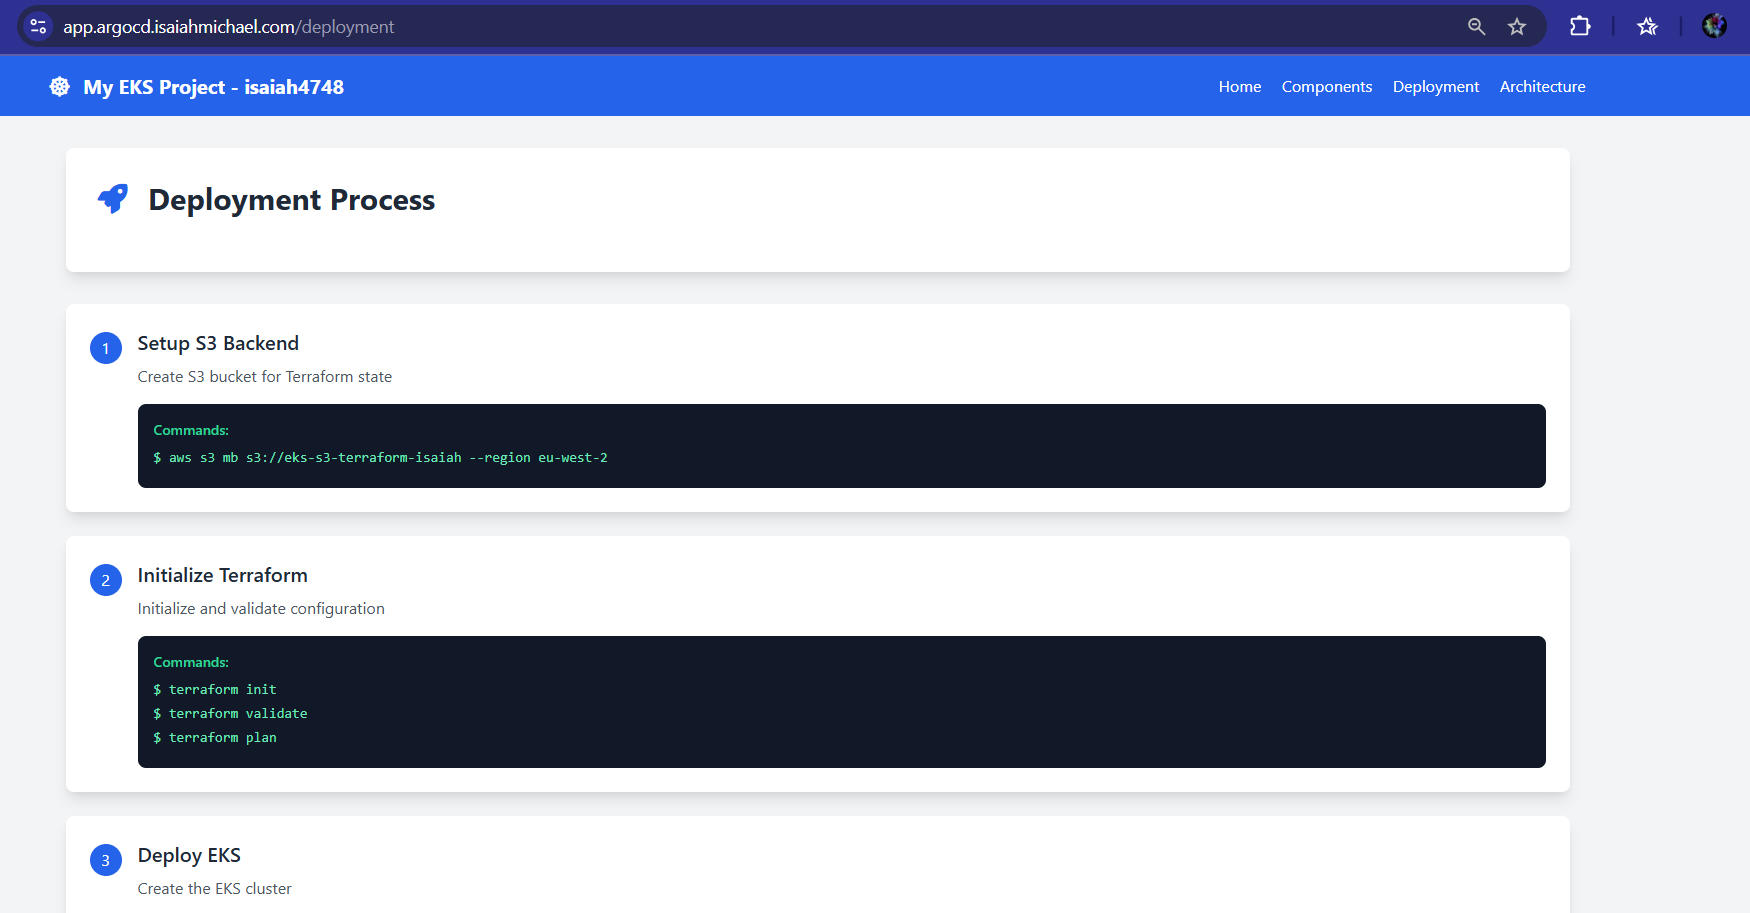 app.argocd.isaiahmichael.com/deployment
My EKS Project - isaiah4748
Home Components Deployment Architecture
Deployment Process
1 Setup S3 Backend
Create S3 bucket for Terraform state
Commands:
$ aws s3 mb s3://eks-s3-terraform-isaiah --region eu-west-2
2 Initialize Terraform
Initialize and validate configuration
Commands:
$ terraform init
$ terraform validate
$ terraform plan
3 Deploy EKS
Create the EKS cluster